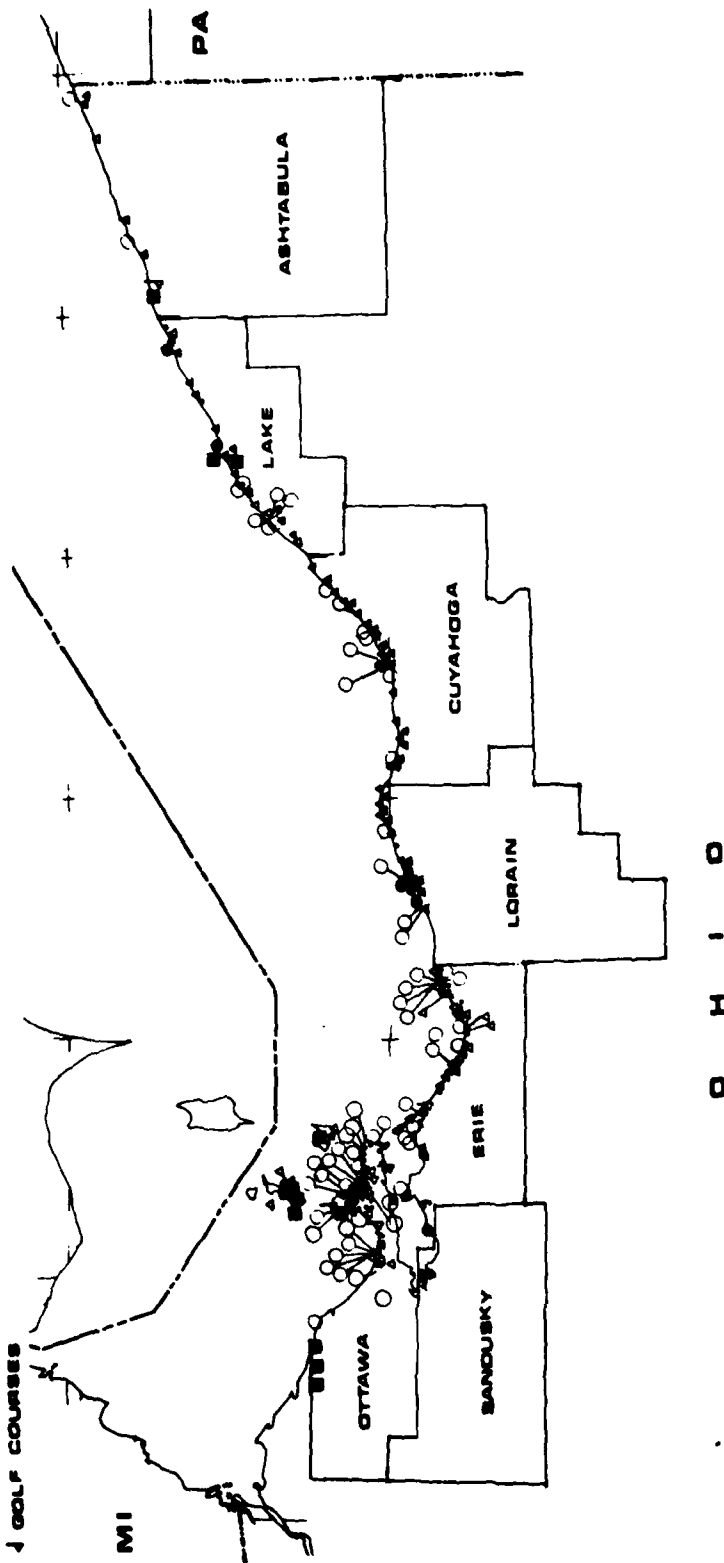 GOLF COURSES
MI
OTTAWA
SANDUSKY
ERIE
LORAIN
CUYAHOGA
LAKE
ASHTABULA
PA
O H I O